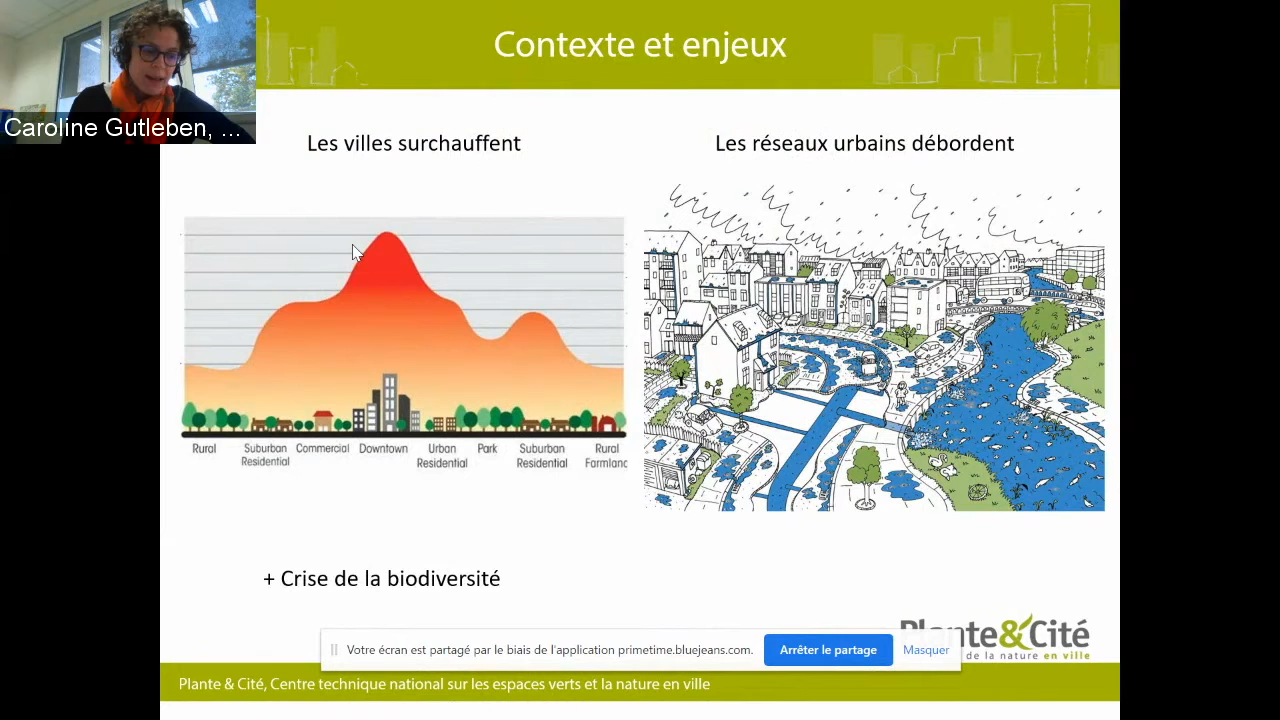 Contexte et enjeux
Caroline Gutleben, ...
Les villes surchauffent
Les réseaux urbains débordent
Rural
Suburban
Residential
Commercial
Downtown
Urban
Residential
Park
Suburban
Residential
Rural
Farmland
+ Crise de la biodiversité
Plante&Cité
de la nature en ville
Votre écran est partagé par le biais de l'application primetime.bluejeans.com.
Arrêter le partage
Masquer
Plante & Cité, Centre technique national sur les espaces verts et la nature en ville